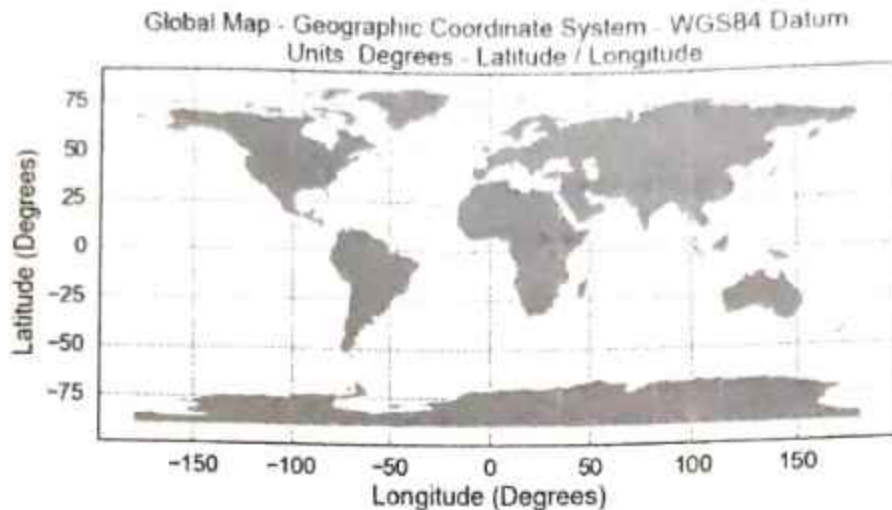 Global Map - Geographic Coordinate System - WGS84 Datum
Units Degrees - Latitude / Longitude
Latitude (Degrees)
75
50
25
0
−25
−50
−75
−150 −100 −50 0 50 100 150
Longitude (Degrees)